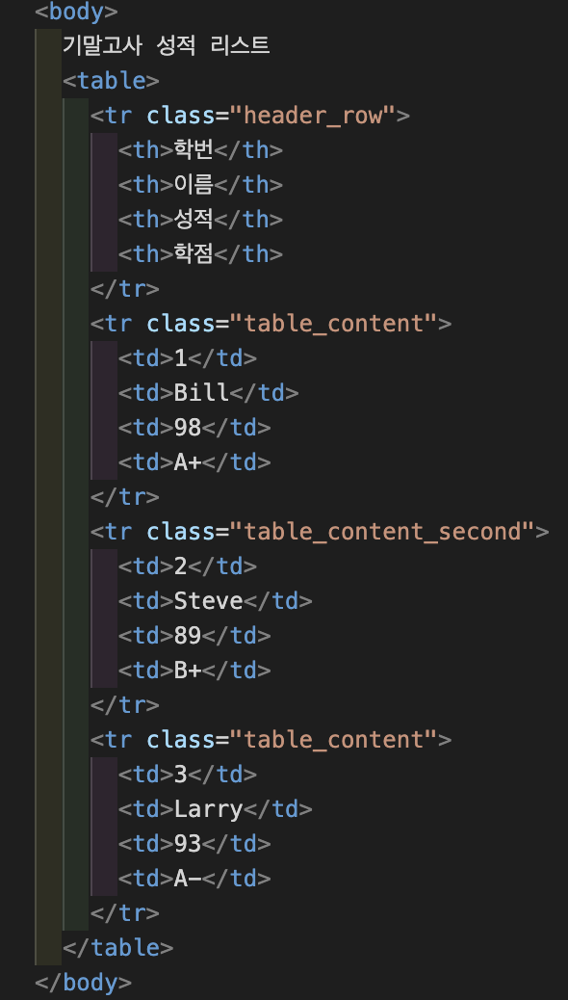 <body>
기말고사 성적 리스트
<table>
<tr class="header_row">
<th>학번</th>
<th>이름</th>
<th>성적</th>
<th>학점</th>
</tr>
<tr class="table_content">
<td>1</td>
<td>Bill</td>
<td>98</td>
<td>A+</td>
</tr>
<tr class="table_content_second">
<td>2</td>
<td>Steve</td>
<td>89</td>
<td>B+</td>
</tr>
<tr class="table_content">
<td>3</td>
<td>Larry</td>
<td>93</td>
<td>A-</td>
</tr>
</table>
</body>